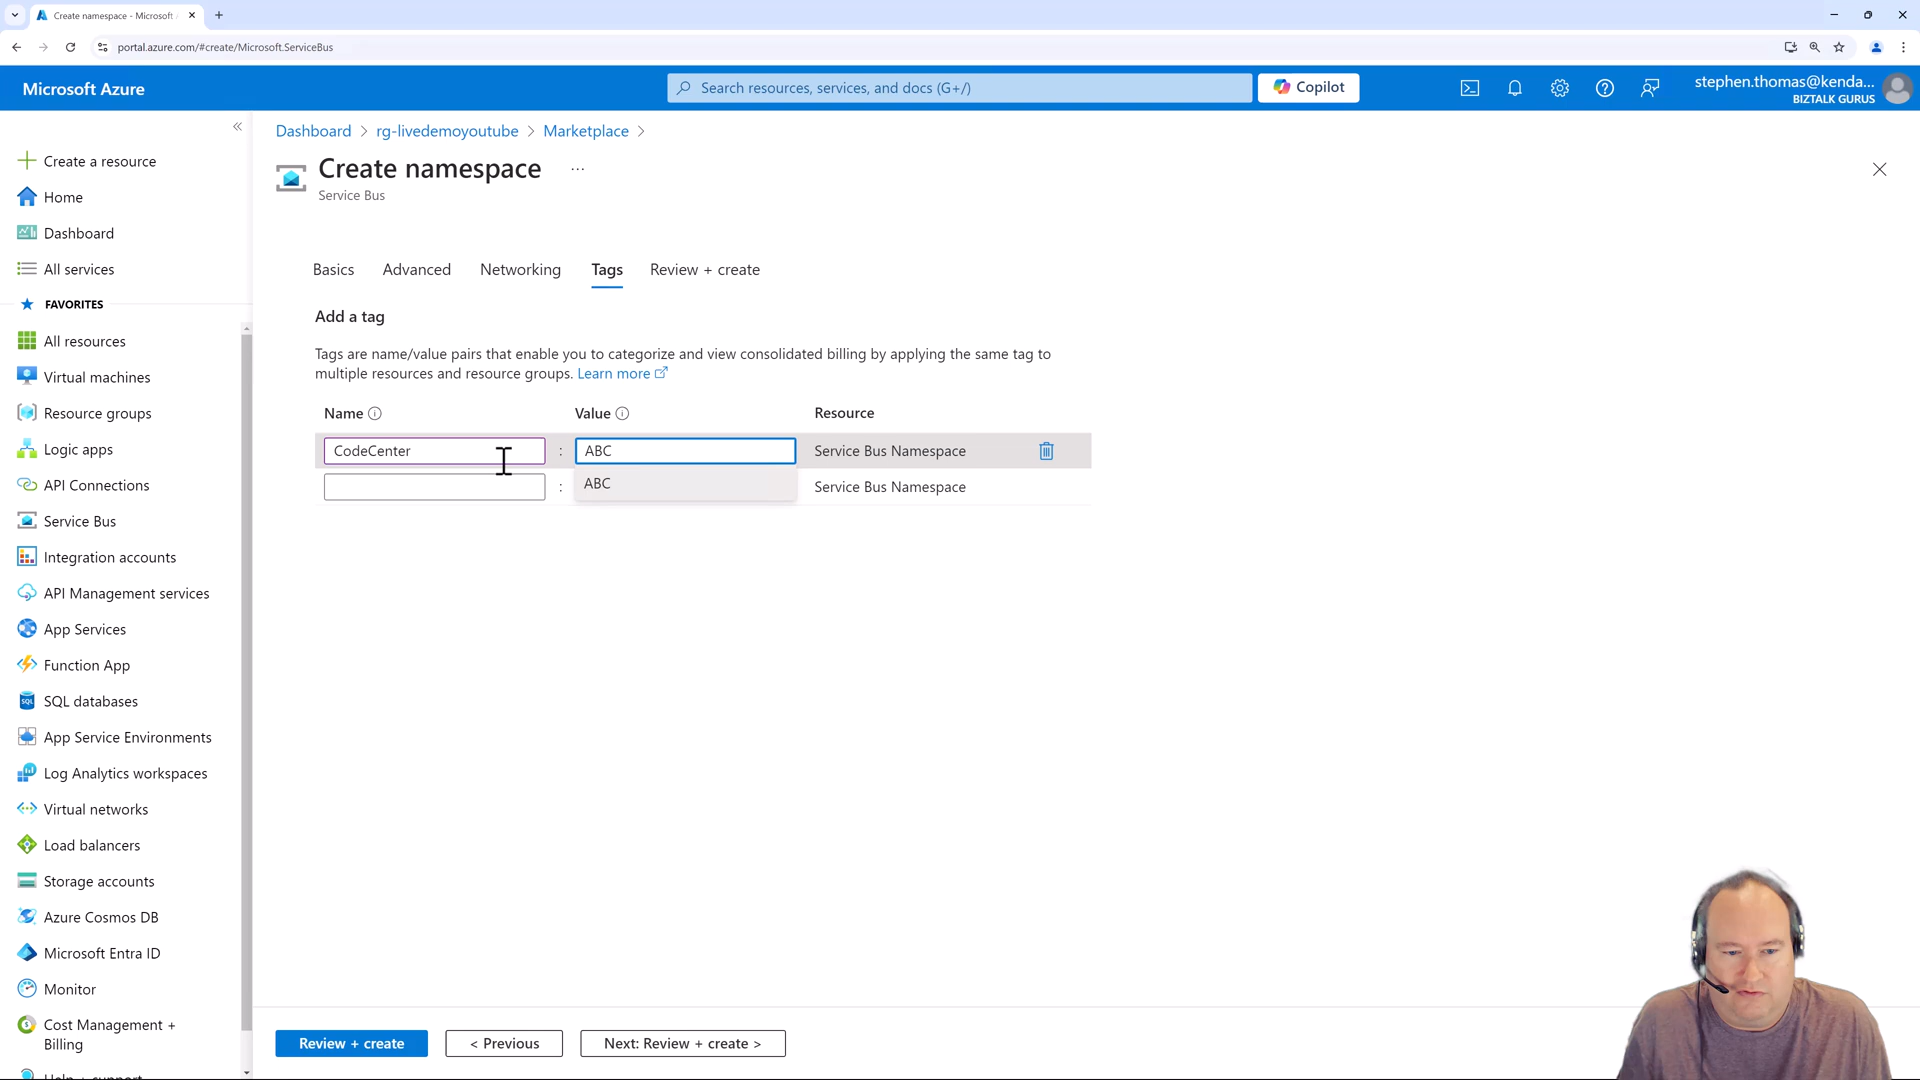 Create namespace - Microsoft A
portal.azure.com/#create/Microsoft.ServiceBus
Microsoft Azure
Search resources, services, and docs (G+/)
Copilot
stephen.thomas@kenda...
BIZTALK GURUS
Create a resource
Home
Dashboard
All services
FAVORITES
All resources
Virtual machines
Resource groups
Logic apps
API Connections
Service Bus
Integration accounts
API Management services
App Services
Function App
SQL databases
App Service Environments
Log Analytics workspaces
Virtual networks
Load balancers
Storage accounts
Azure Cosmos DB
Microsoft Entra ID
Monitor
Cost Management +
Billing
Help + support
Dashboard > rg-livedemoyoutube > Marketplace >
Create namespace ...
Service Bus
Basics Advanced Networking Tags Review + create
Add a tag
Tags are name/value pairs that enable you to categorize and view consolidated billing by applying the same tag to
multiple resources and resource groups. Learn more
Name Value Resource
CodeCenter : ABC Service Bus Namespace
: ABC Service Bus Namespace
Review + create < Previous Next: Review + create >